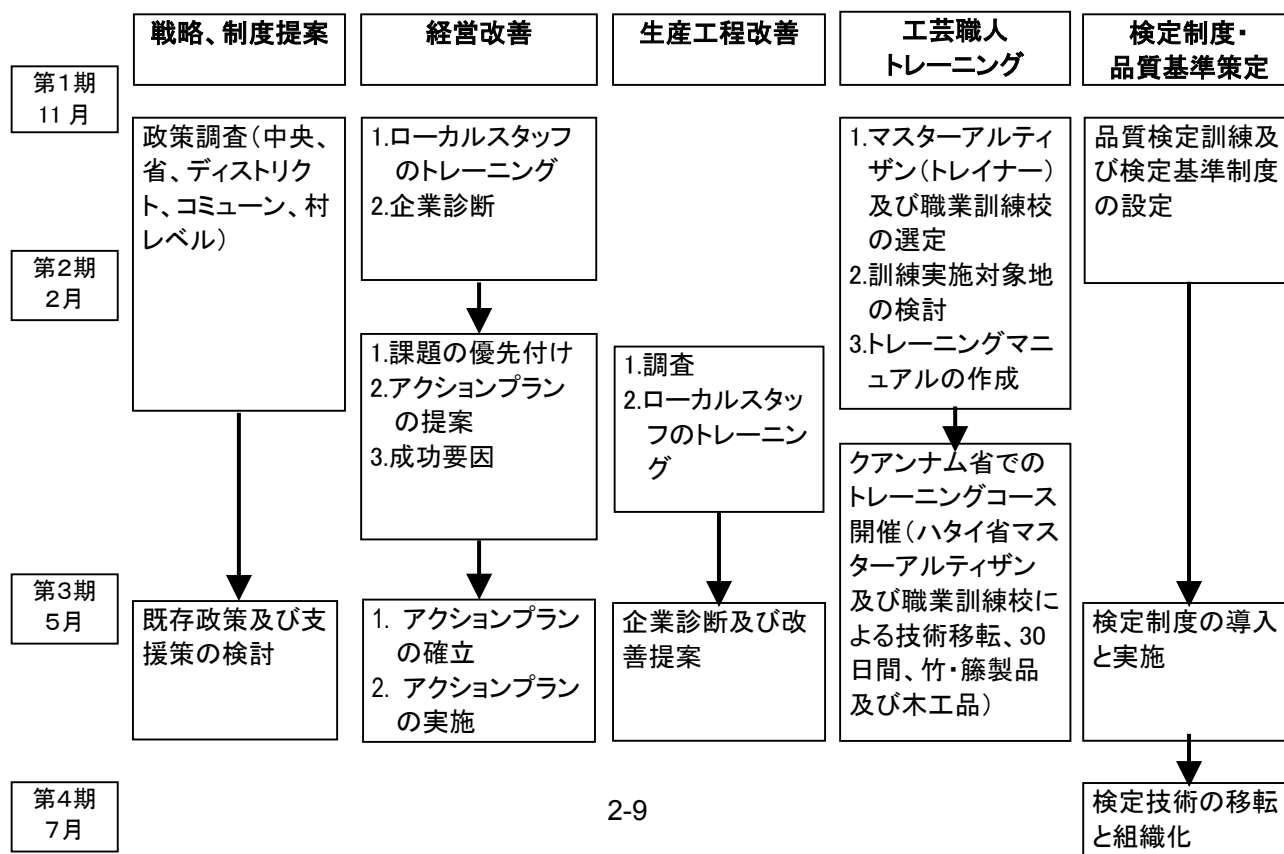 戦略、制度提案
経営改善
生産工程改善
工芸職人
トレーニング
検定制度・
品質基準策定
第1期
11 月
政策調査（中央、
省、ディストリク
ト、コミューン、村
レベル）
1.ローカルスタッフ
のトレーニング
2.企業診断
1.マスターアルティ
ザン（トレイナー）
及び職業訓練校
の選定
2.訓練実施対象地
の検討
3.トレーニングマニ
ュアルの作成
品質検定訓練及
び検定基準制度
の設定
第2期
2月
1.課題の優先付け
2.アクションプラン
の提案
3.成功要因
1.調査
2.ローカルスタッ
フのトレーニン
グ
クアンナム省での
トレーニングコース
開催（ハタイ省マス
ターアルティザン
及び職業訓練校に
よる技術移転、30
日間、竹・籐製品
及び木工品）
第3期
5月
既存政策及び支
援策の検討
1. アクションプラン
の確立
2. アクションプラン
の実施
企業診断及び改
善提案
検定制度の導入
と実施
第4期
7月
検定技術の移転
と組織化
2-9